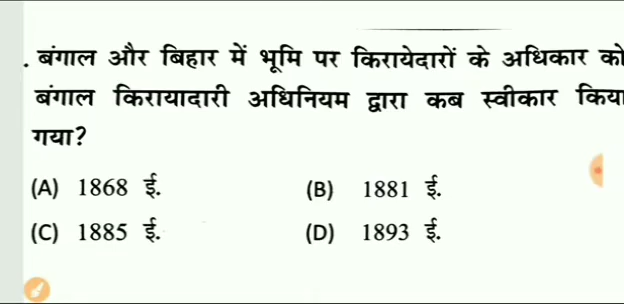 . बंगाल और बिहार में भूमि पर किरायेदारों के अधिकार को
बंगाल किरायादारी अधिनियम द्वारा कब स्वीकार किया
गया?
(A) 1868 ई. (B) 1881 ई.
(C) 1885 ई. (D) 1893 ई.